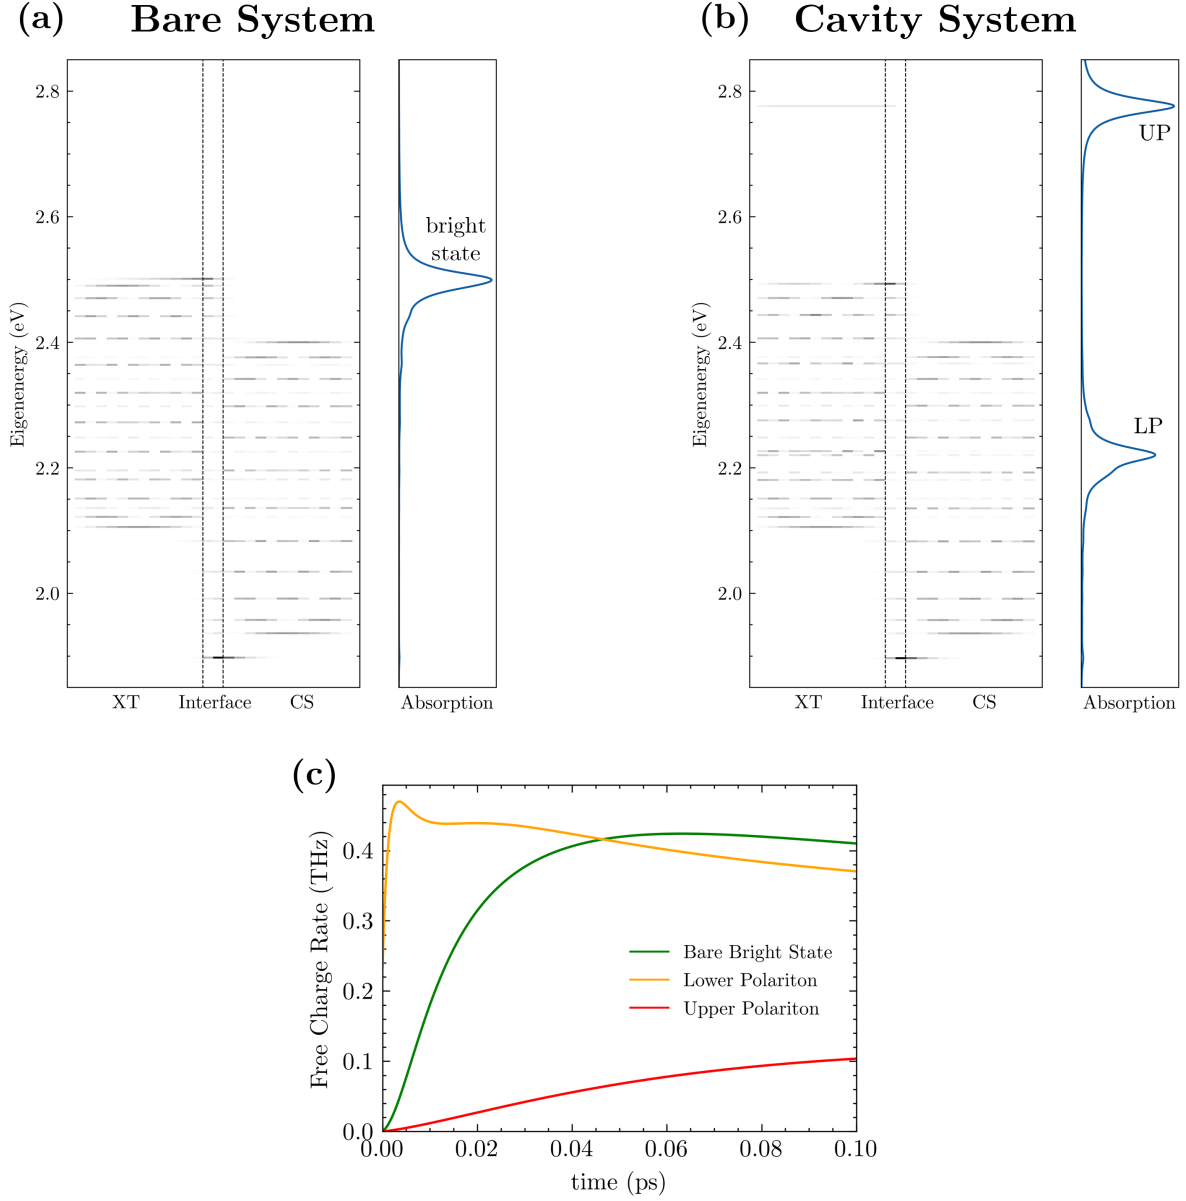 (a) Bare System
2.8
2.6
2.4
2.2
2.0
Eigenenergy (eV)
XT Interface CS
bright
state
Absorption
(b) Cavity System
2.8
2.6
2.4
2.2
2.0
Eigenenergy (eV)
XT Interface CS
UP
LP
Absorption
(c)
Free Charge Rate (THz)
0.4
0.3
0.2
0.1
0.0
Bare Bright State
Lower Polariton
Upper Polariton
0.00 0.02 0.04 0.06 0.08 0.10
time (ps)